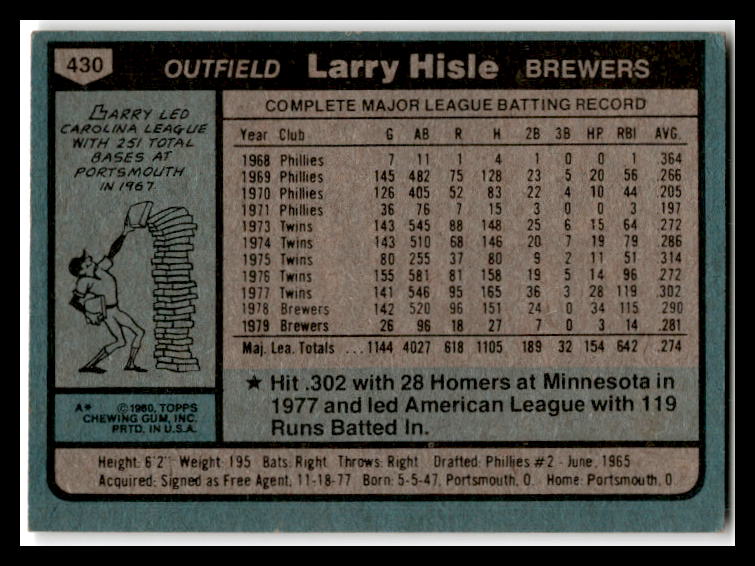 430 OUTFIELD Larry Hisle BREWERS
LARRY LED
CAROLINA LEAGUE
WITH 251 TOTAL
BASES AT
PORTSMOUTH
IN 1967.
COMPLETE MAJOR LEAGUE BATTING RECORD
Year Club G AB R H 2B 3B HR RBI AVG.
1968 Phillies 7 11 1 4 1 0 0 1 .364
1969 Phillies 145 482 75 128 23 5 20 56 .266
1970 Phillies 126 405 52 83 22 4 10 44 .205
1971 Phillies 36 76 7 15 3 0 0 3 .197
1973 Twins 143 545 88 148 25 6 15 64 .272
1974 Twins 143 510 68 146 20 7 19 79 .286
1975 Twins 80 255 37 80 9 2 11 51 .314
1976 Twins 155 581 81 158 19 5 14 96 .272
1977 Twins 141 546 95 165 36 3 28 119 .302
1978 Brewers 142 520 96 151 24 0 34 115 .290
1979 Brewers 26 96 18 27 7 0 3 14 .281
Maj. Lea. Totals ... 1144 4027 618 1105 189 32 154 642 .274
★ Hit .302 with 28 Homers at Minnesota in
1977 and led American League with 119
Runs Batted In.
A* ©1980, TOPPS
CHEWING GUM, INC.
PRTD. IN U.S.A.
Height: 6'2" Weight: 195 Bats: Right Throws: Right Drafted: Phillies #2 - June, 1965
Acquired: Signed as Free Agent, 11-18-77 Born: 5-5-47, Portsmouth, O. Home: Portsmouth, O.